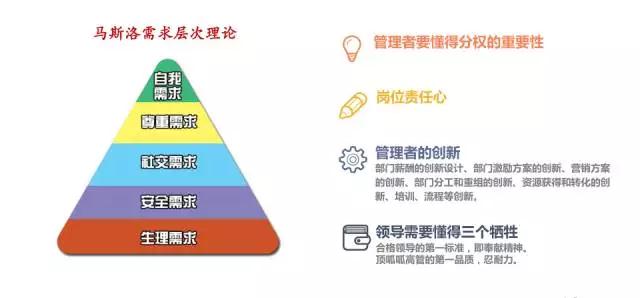 马斯洛需求层次理论
自我
需求
尊重需求
社交需求
安全需求
生理需求
管理者要懂得分权的重要性
岗位责任心
管理者的创新
部门薪酬的创新设计、部门激励方案的创新、营销方案
的创新、部门分工和重组的创新、资源获得和转化的创
新、培训、流程等创新。
领导需要懂得三个牺牲
合格领导的第一标准，即奉献精神。
顶呱呱高管的第一品质，忍耐力。